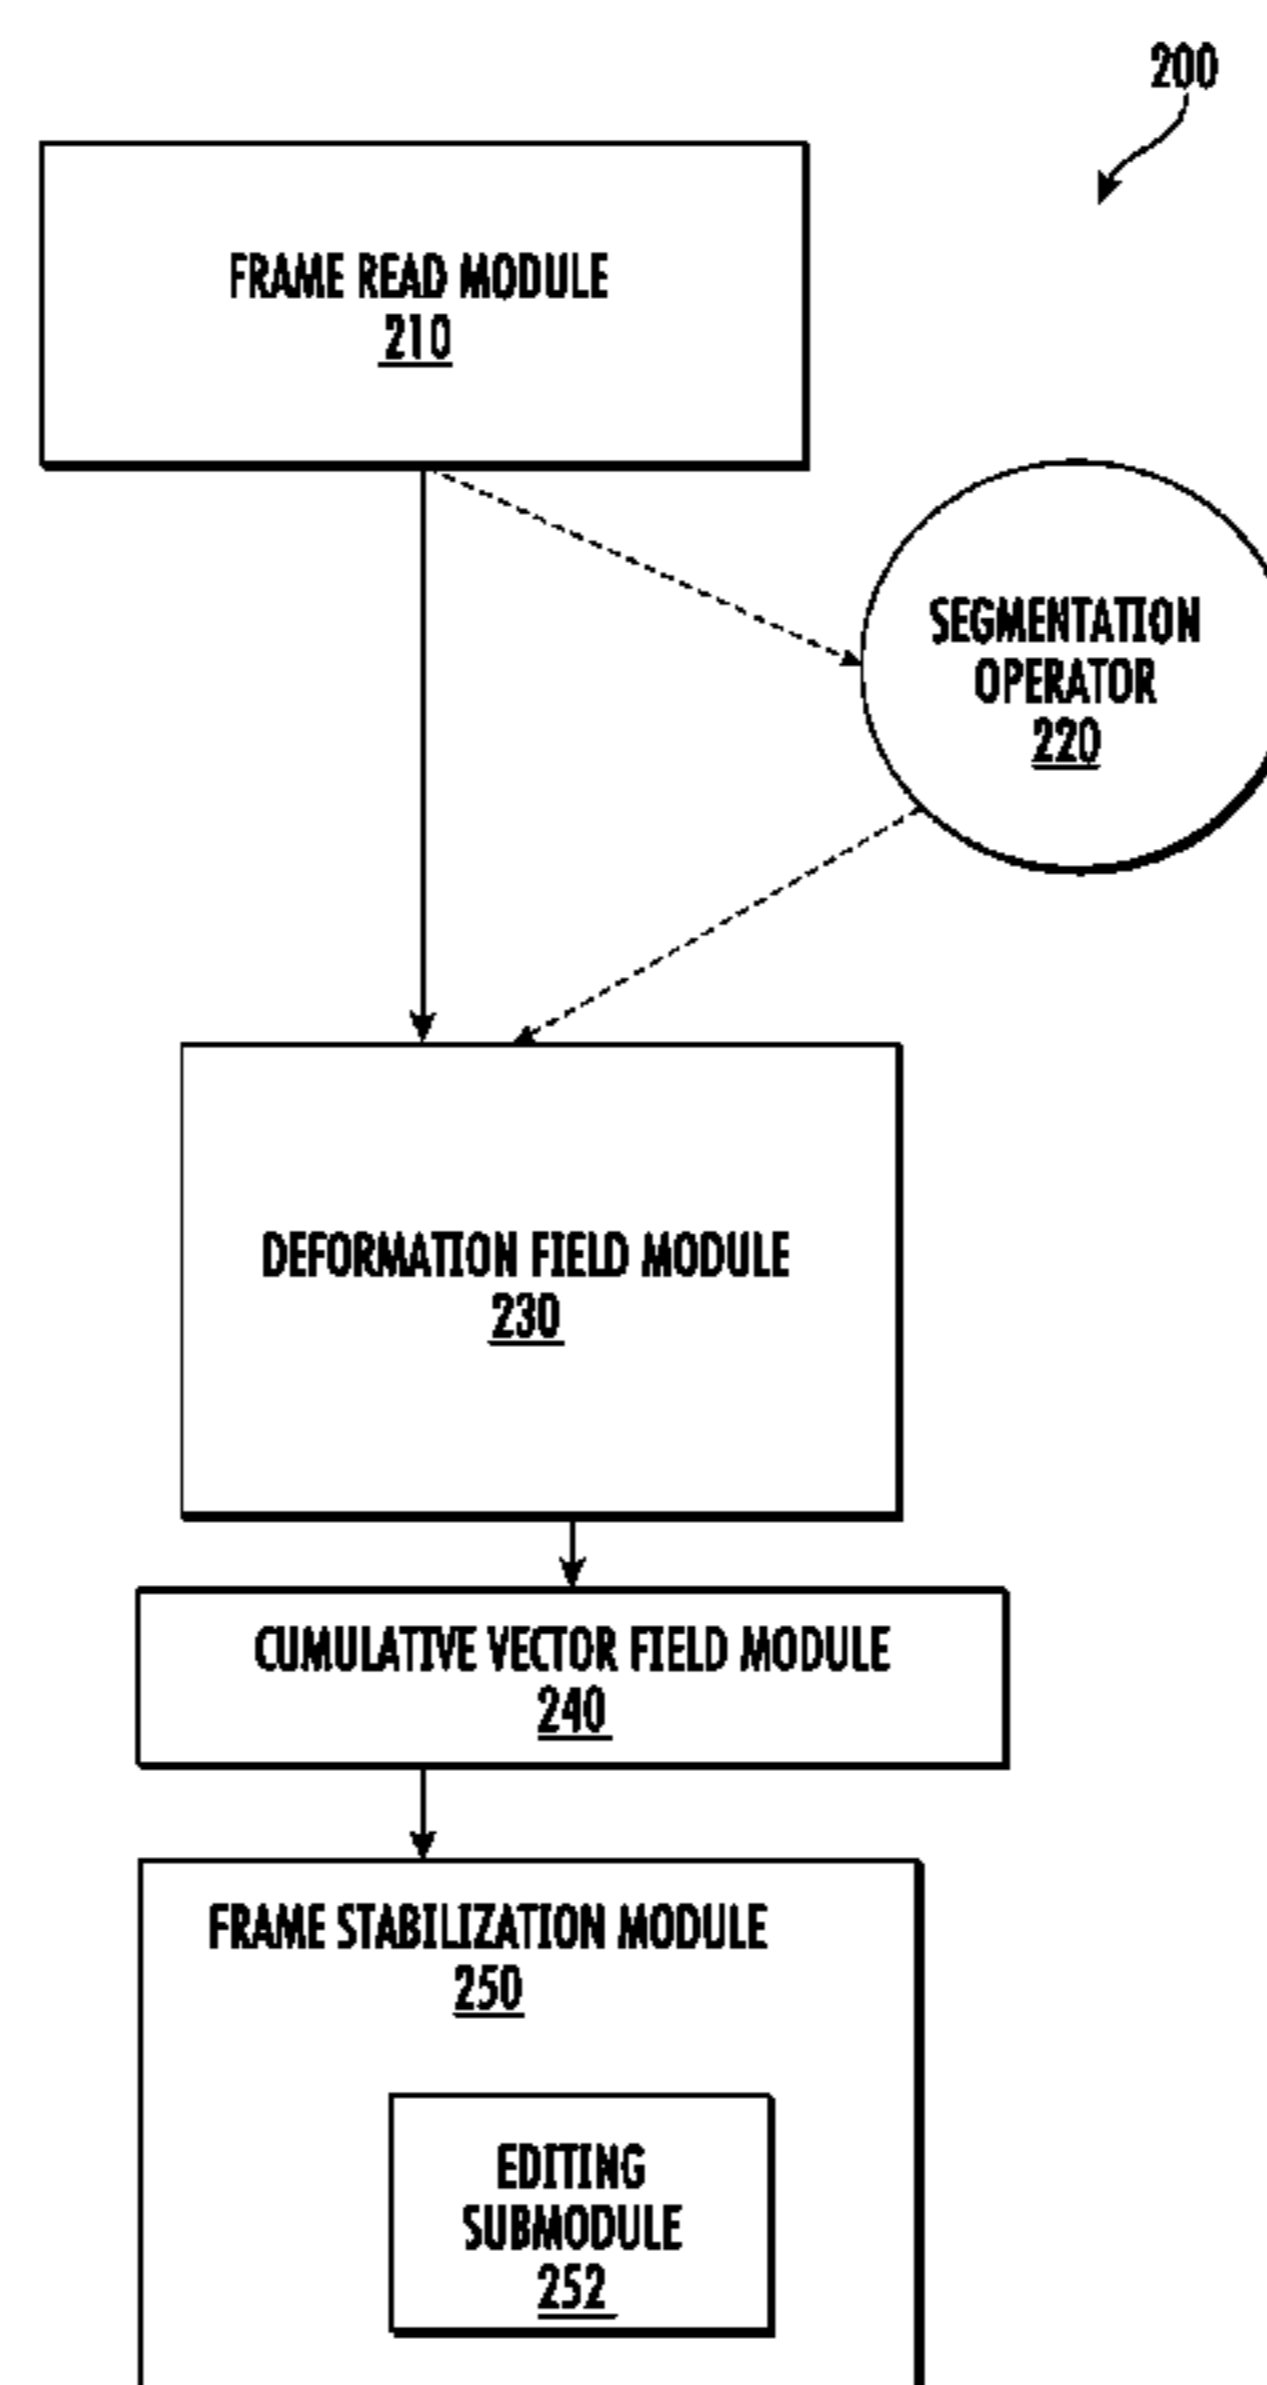 200
FRAME READ MODULE
210
SEGMENTATION
OPERATOR
220
DEFORMATION FIELD MODULE
230
CUMULATIVE VECTOR FIELD MODULE
240
FRAME STABILIZATION MODULE
250
EDITING
SUBMODULE
252